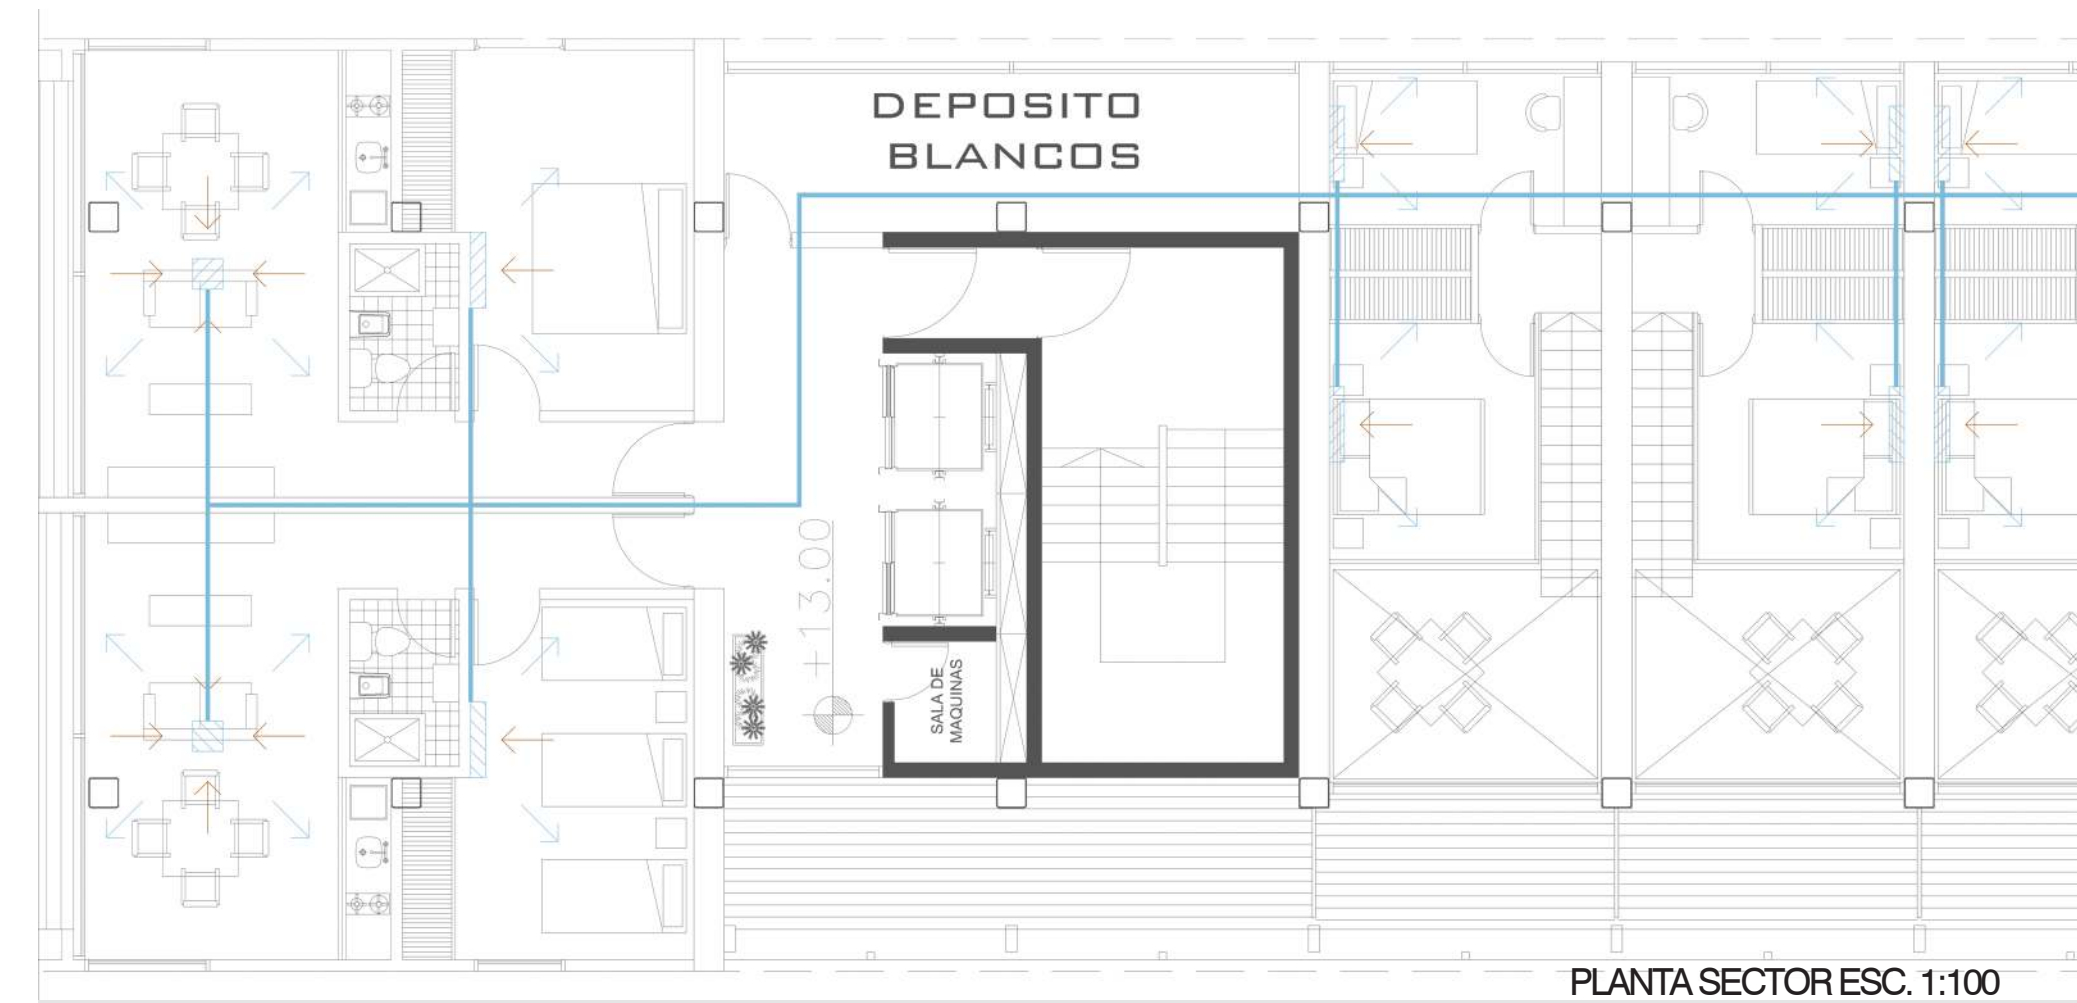 DEPOSITO
BLANCOS
+13.00
SALA DE
MAQUINAS
PLANTA SECTOR ESC. 1:100